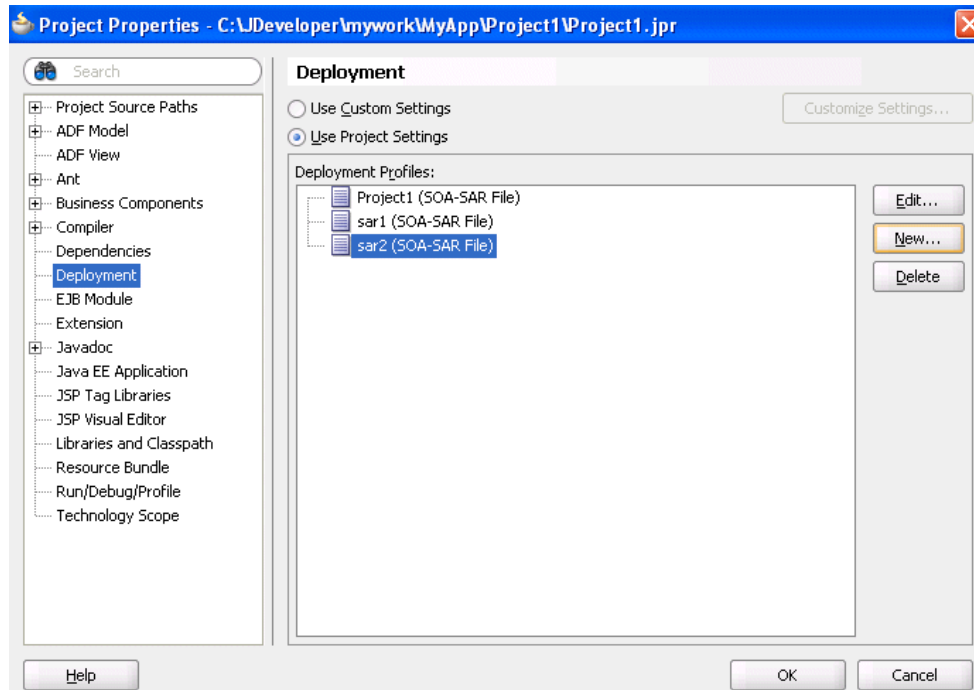 Project Properties - C:\JDeveloper\mywork\MyApp\Project1\Project1.jpr
Search
Project Source Paths
ADF Model
ADF View
Ant
Business Components
Compiler
Dependencies
Deployment
EJB Module
Extension
Javadoc
Java EE Application
JSP Tag Libraries
JSP Visual Editor
Libraries and Classpath
Resource Bundle
Run/Debug/Profile
Technology Scope
Deployment
Use Custom Settings
Customize Settings...
Use Project Settings
Deployment Profiles:
Project1 (SOA-SAR File)
sar1 (SOA-SAR File)
sar2 (SOA-SAR File)
Edit...
New...
Delete
Help
OK
Cancel